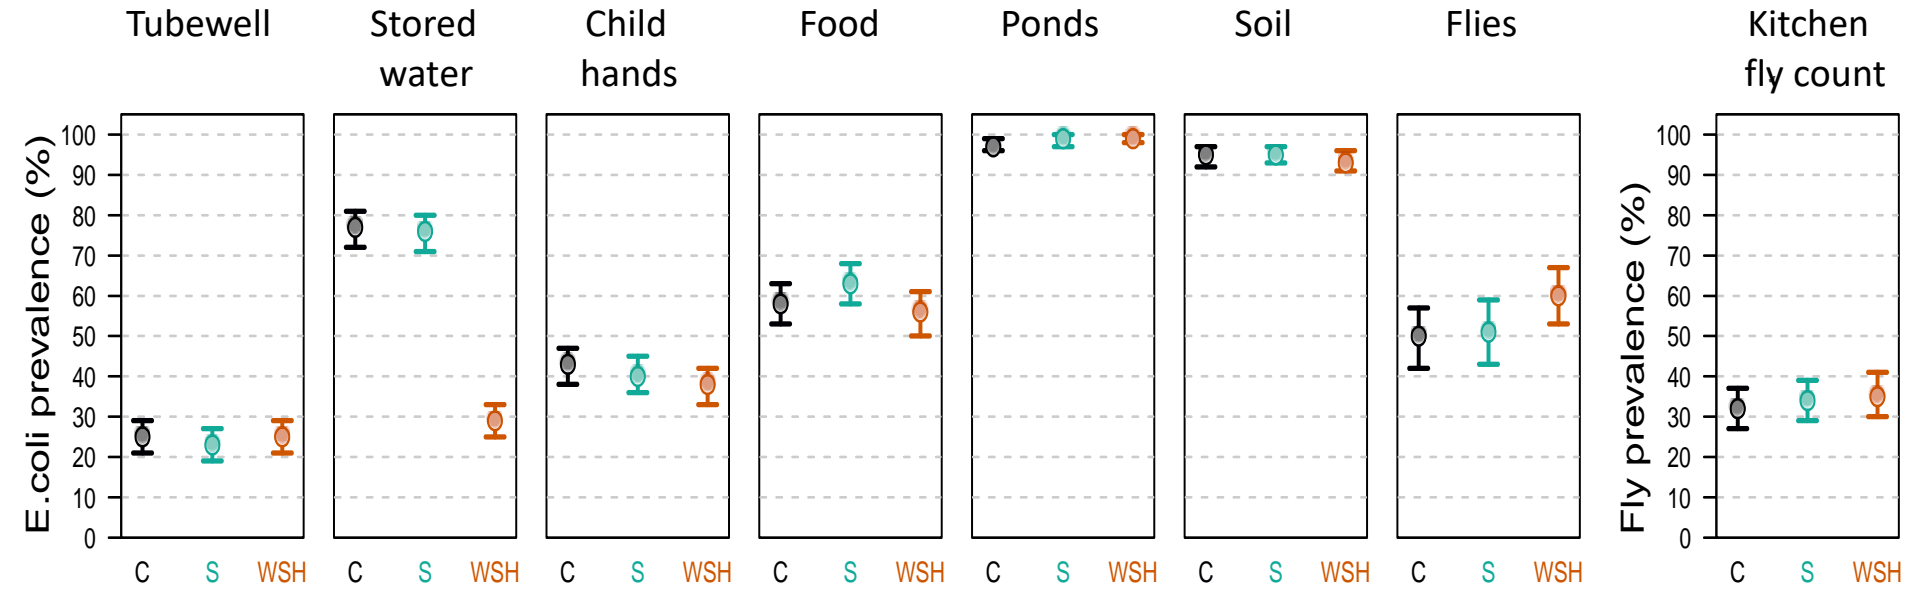 Tubewell
Stored
water
Child
hands
Food
Ponds
Soil
Flies
Kitchen
fly count
E.coli prevalence (%)
100
90
80
70
60
50
40
30
20
10
0
C S WSH
C S WSH
C S WSH
C S WSH
C S WSH
C S WSH
C S WSH
Fly prevalence (%)
100
90
80
70
60
50
40
30
20
10
0
C S WSH